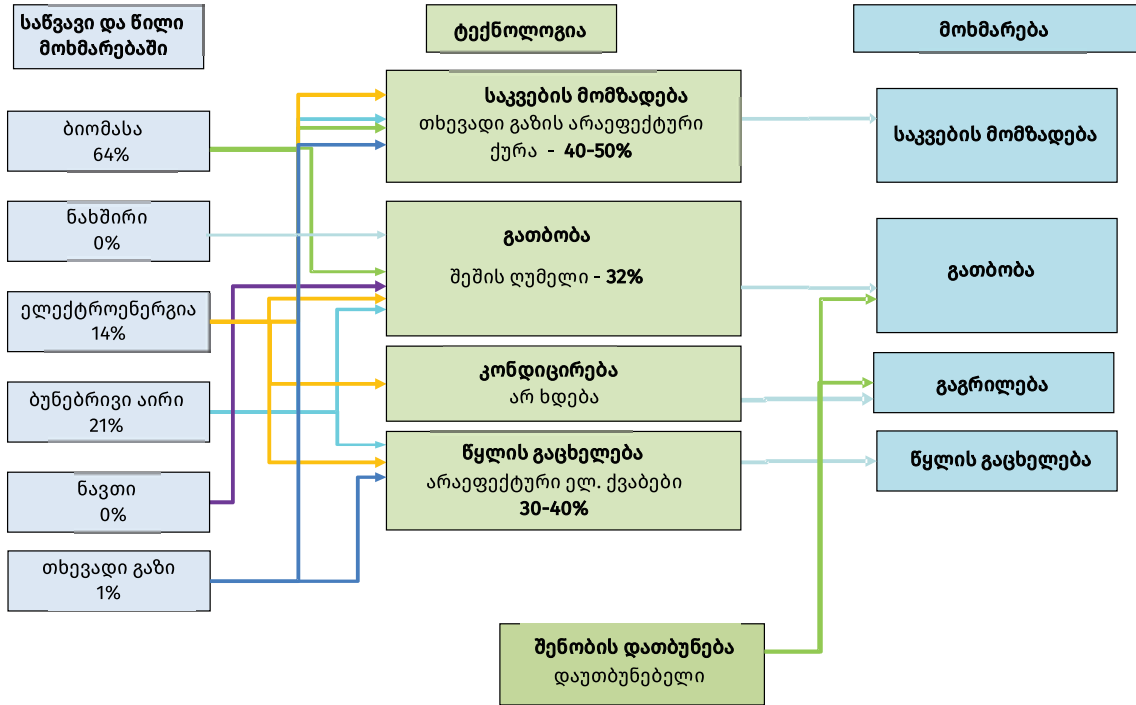 საწვავი და წილი
მოხმარებაში
ბიომასა
64%
ნახშირი
0%
ელექტროენერგია
14%
ბუნებრივი აირი
21%
ნავთი
0%
თხევადი გაზი
1%
ტექნოლოგია
საკვების მომზადება
თხევადი გაზის არაეფექტური
ქურა - 40-50%
გათბობა
შეშის ღუმელი - 32%
კონდიცირება
არ ხდება
წყლის გაცხელება
არაეფექტური ელ. ქვაბები
30-40%
შენობის დათბუნება
დაუთბუნებელი
მოხმარება
საკვების მომზადება
გათბობა
გაგრილება
წყლის გაცხელება